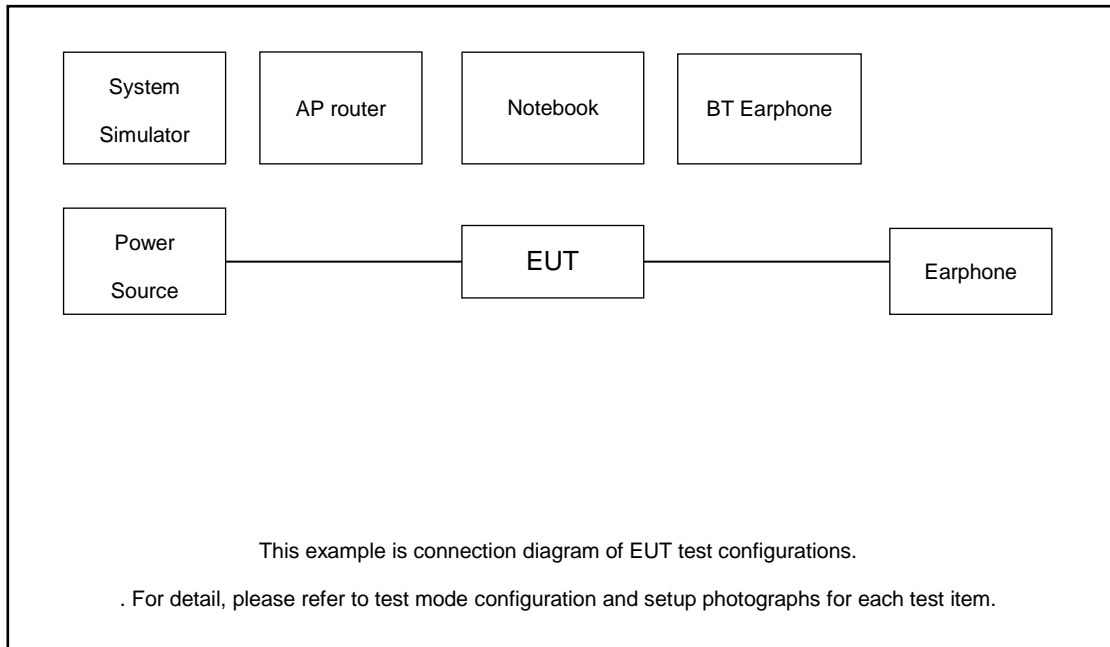 System
Simulator
AP router
Notebook
BT Earphone
Power
Source
EUT
Earphone
This example is connection diagram of EUT test configurations.
. For detail, please refer to test mode configuration and setup photographs for each test item.